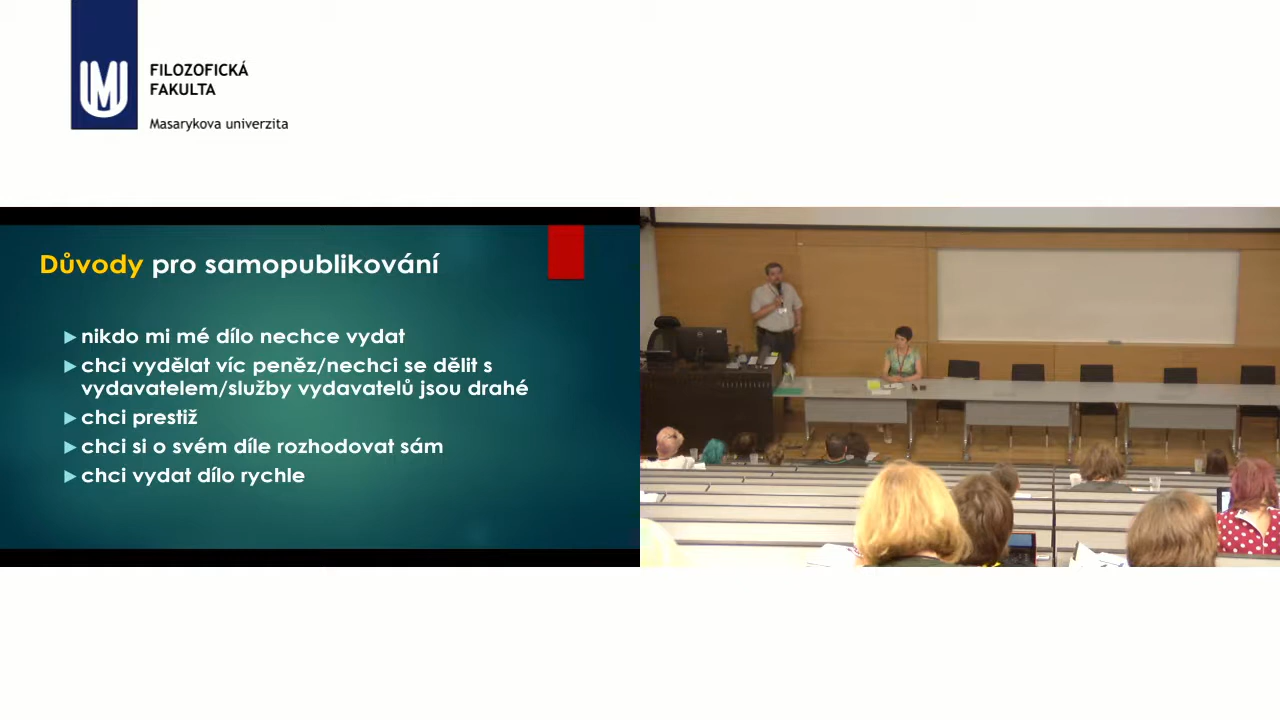 FILOZOFICKÁ
FAKULTA
Masarykova univerzita
Důvody pro samopublikování
nikdo mi mé dílo nechce vydat
chci vydělat víc peněz/nechci se dělit s
vydavatelem/služby vydavatelů jsou drahé
chci prestiž
chci si o svém díle rozhodovat sám
chci vydat dílo rychle